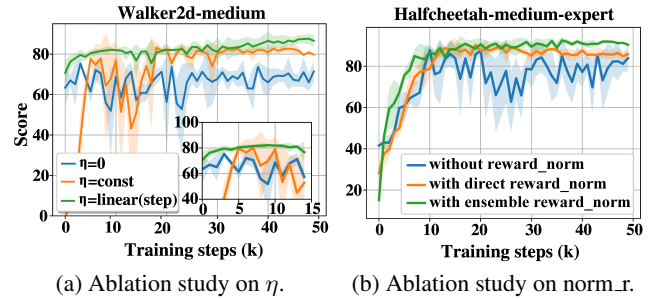 Walker2d-medium
Score
80
60
40
20
0
η=0
η=const
η=linear(step)
100
80
60
40
0 5 10 15
0 10 20 30 40 50
Training steps (k)
(a) Ablation study on η.
Halfcheetah-medium-expert
80
60
40
20
without reward_norm
with direct reward_norm
with ensemble reward_norm
0 10 20 30 40 50
Training steps (k)
(b) Ablation study on norm_r.